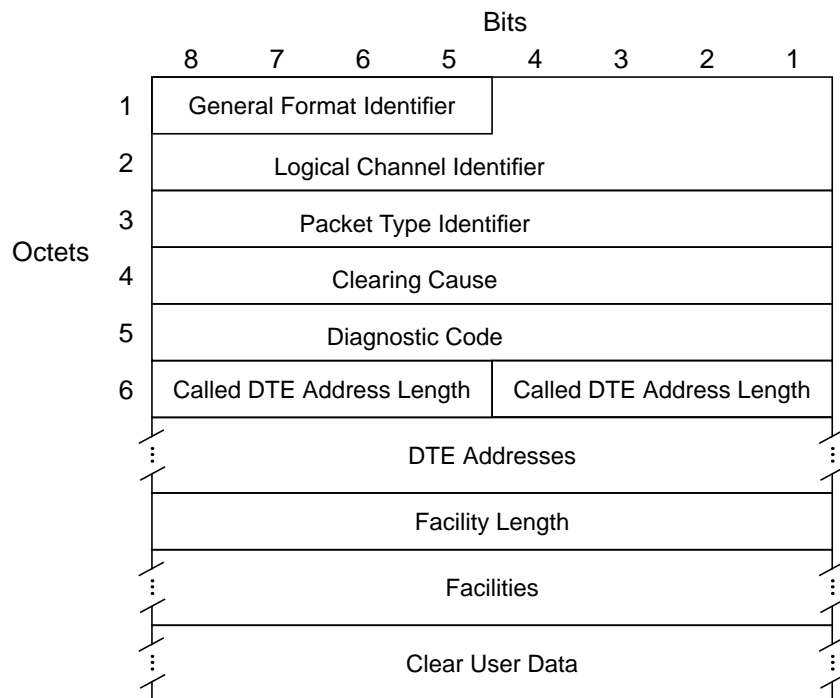 Bits
8 7 6 5 4 3 2 1
1 General Format Identifier
2 Logical Channel Identifier
3 Packet Type Identifier
Octets
4 Clearing Cause
5 Diagnostic Code
6 Called DTE Address Length Called DTE Address Length
DTE Addresses
Facility Length
Facilities
Clear User Data